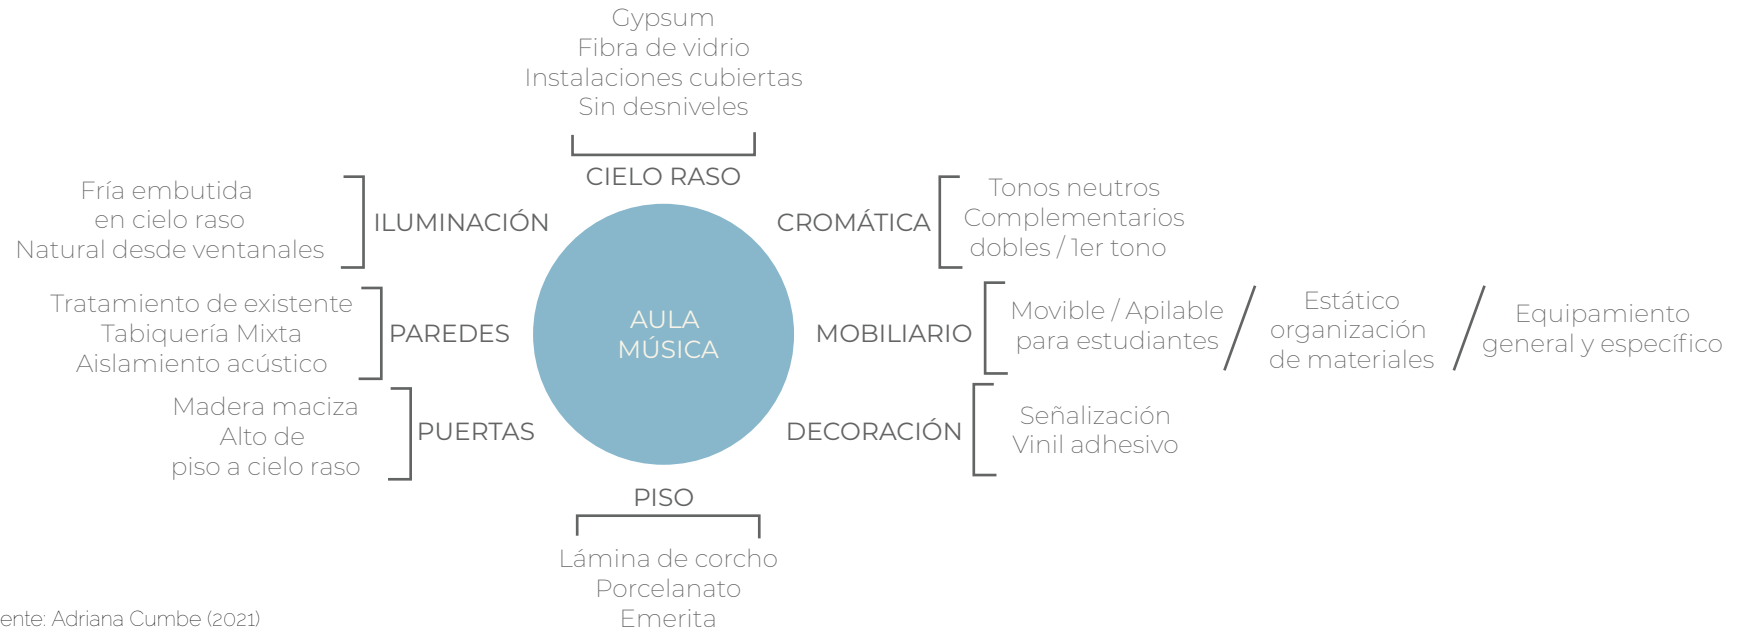 Gypsum
Fibra de vidrio
Instalaciones cubiertas
Sin desniveles
CIELO RASO
Fría embutida
en cielo raso
Natural desde ventanales
ILUMINACIÓN
CROMÁTICA
Tonos neutros
Complementarios
dobles / 1er tono
Tratamiento de existente
Tabiquería Mixta
Aislamiento acústico
PAREDES
AULA
MÚSICA
MOBILIARIO
Movible / Apilable
para estudiantes
Estático
organización
de materiales
Equipamiento
general y específico
Madera maciza
Alto de
piso a cielo raso
PUERTAS
DECORACIÓN
Señalización
Vinil adhesivo
PISO
Lámina de corcho
Porcelanato
Emerita
ente: Adriana Cumbe (2021)